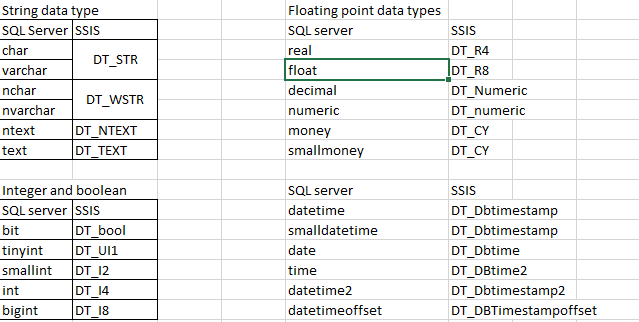 String data type
SQL Server SSIS
char DT_STR
varchar
nchar DT_WSTR
nvarchar
ntext DT_NTEXT
text DT_TEXT
Floating point data types
SQL server SSIS
real DT_R4
float DT_R8
decimal DT_Numeric
numeric DT_numeric
money DT_CY
smallmoney DT_CY
Integer and boolean
SQL server SSIS
bit DT_bool
tinyint DT_UI1
smallint DT_I2
int DT_I4
bigint DT_I8
SQL server SSIS
datetime DT_Dbtimestamp
smalldatetime DT_Dbtimestamp
date DT_Dbtime
time DT_DBtime2
datetime2 DT_Dbtimestamp2
datetimeoffset DT_DBTimestampoffset